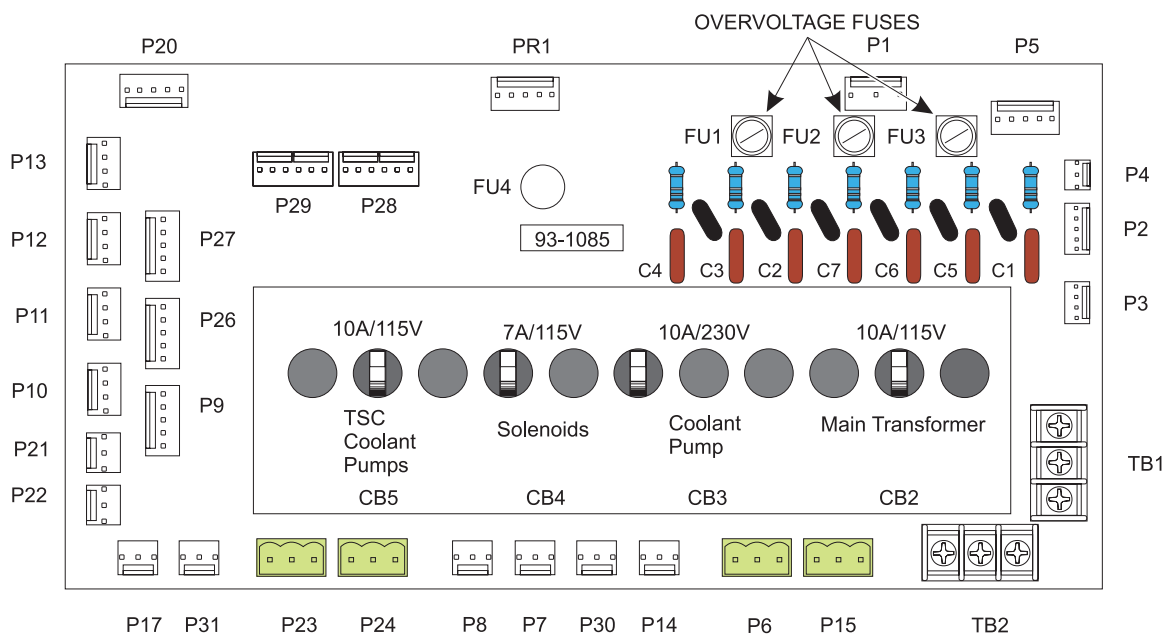 OVERVOLTAGE FUSES
P20
PR1
P1
P5
P13
FU1
FU2
FU3
P4
P29
P28
FU4
P12
P27
93-1085
P2
C4
C3
C2
C7
C6
C5
C1
P11
P26
P3
10A/115V
7A/115V
10A/230V
10A/115V
P10
P9
TSC
Coolant
Pumps
Solenoids
Coolant
Pump
Main Transformer
P21
TB1
P22
CB5
CB4
CB3
CB2
P17
P31
P23
P24
P8
P7
P30
P14
P6
P15
TB2